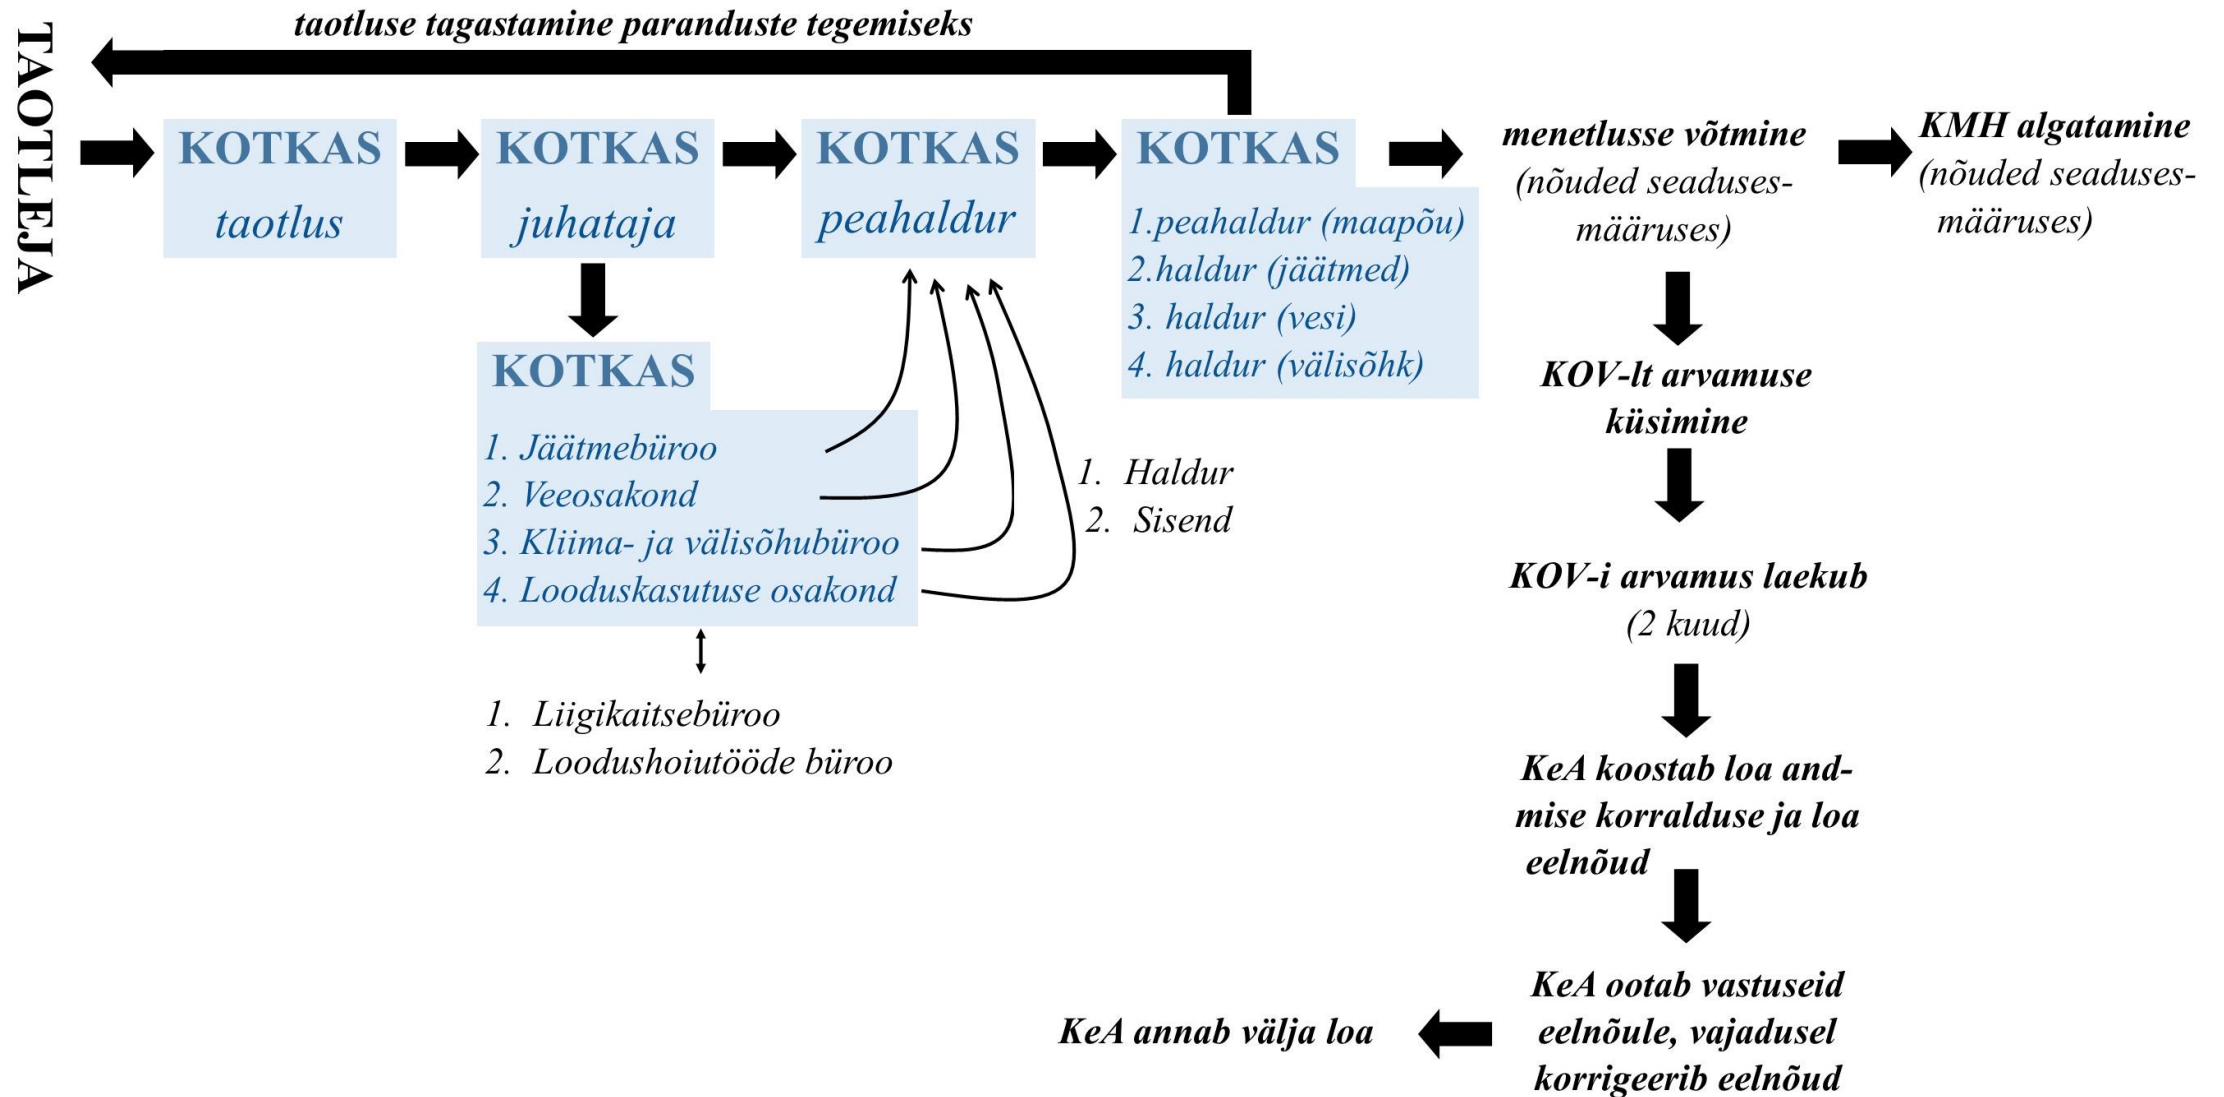 taotluse tagastamine paranduste tegemiseks
TAOTLEJA
KOTKAS
taotlus
KOTKAS
juhataja
KOTKAS
peahaldur
KOTKAS
1.peahaldur (maapõu)
2.haldur (jäätmed)
3. haldur (vesi)
4. haldur (välisõhk)
menetlusse võtmine
(nõuded seaduses-
määruses)
KMH algatamine
(nõuded seaduses-
määruses)
KOTKAS
1. Jäätmebüroo
2. Veeosakond
3. Kliima- ja välisõhubüroo
4. Looduskasutuse osakond
1. Haldur
2. Sisend
1. Liigikaitsebüroo
2. Loodushoiutööde büroo
KOV-lt arvamuse
küsimine
KOV-i arvamus laekub
(2 kuud)
KeA koostab loa and-
mise korralduse ja loa
eelnõud
KeA ootab vastuseid
eelnõule, vajadusel
korrigeerib eelnõud
KeA annab välja loa